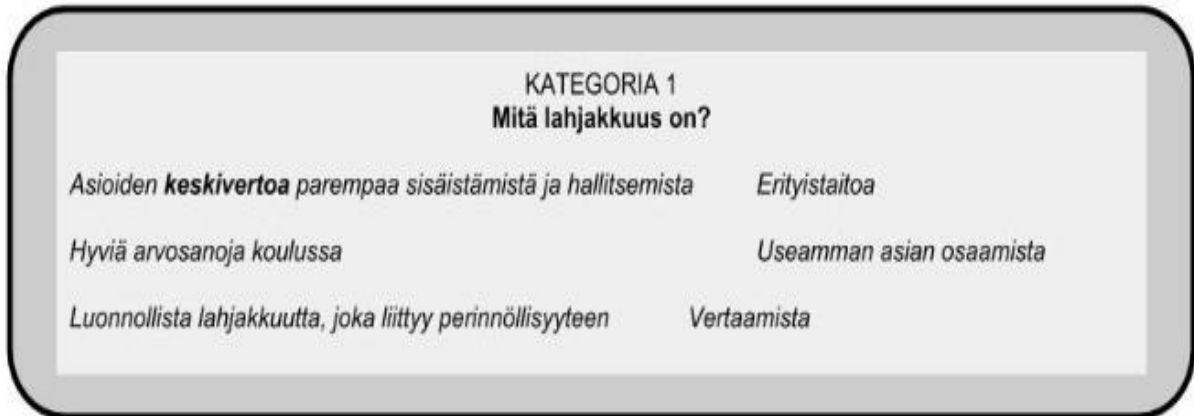 KATEGORIA 1
Mitä lahjakkuus on?
Asioiden keskivertoa parempaa sisäistämistä ja hallitsemista Erityistaitoa
Hyviä arvosanoja koulussa Useamman asian osaamista
Luonnollista lahjakkuutta, joka liittyy perinnöllisyyteen Vertaamista